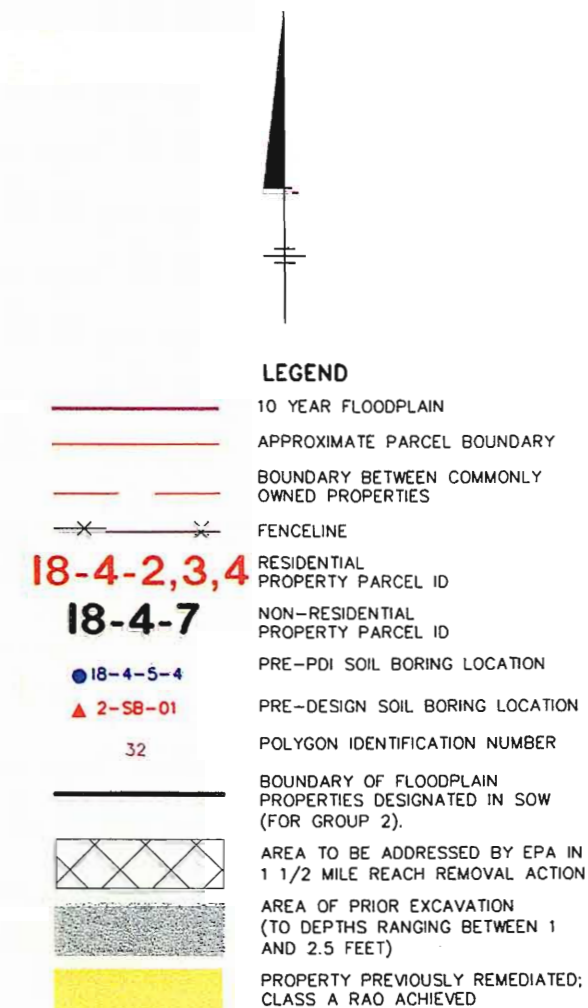 LEGEND
10 YEAR FLOODPLAIN
APPROXIMATE PARCEL BOUNDARY
BOUNDARY BETWEEN COMMONLY
OWNED PROPERTIES
FENCELINE
I8-4-2,3,4 RESIDENTIAL
PROPERTY PARCEL ID
I8-4-7 NON-RESIDENTIAL
PROPERTY PARCEL ID
I8-4-5-4 PRE-PDI SOIL BORING LOCATION
2-SB-01 PRE-DESIGN SOIL BORING LOCATION
32 POLYGON IDENTIFICATION NUMBER
BOUNDARY OF FLOODPLAIN
PROPERTIES DESIGNATED IN SOW
(FOR GROUP 2).
AREA TO BE ADDRESSED BY EPA IN
1 1/2 MILE REACH REMOVAL ACTION
AREA OF PRIOR EXCAVATION
(TO DEPTHS RANGING BETWEEN 1
AND 2.5 FEET)
PROPERTY PREVIOUSLY REMEDIATED;
CLASS A RAO ACHIEVED